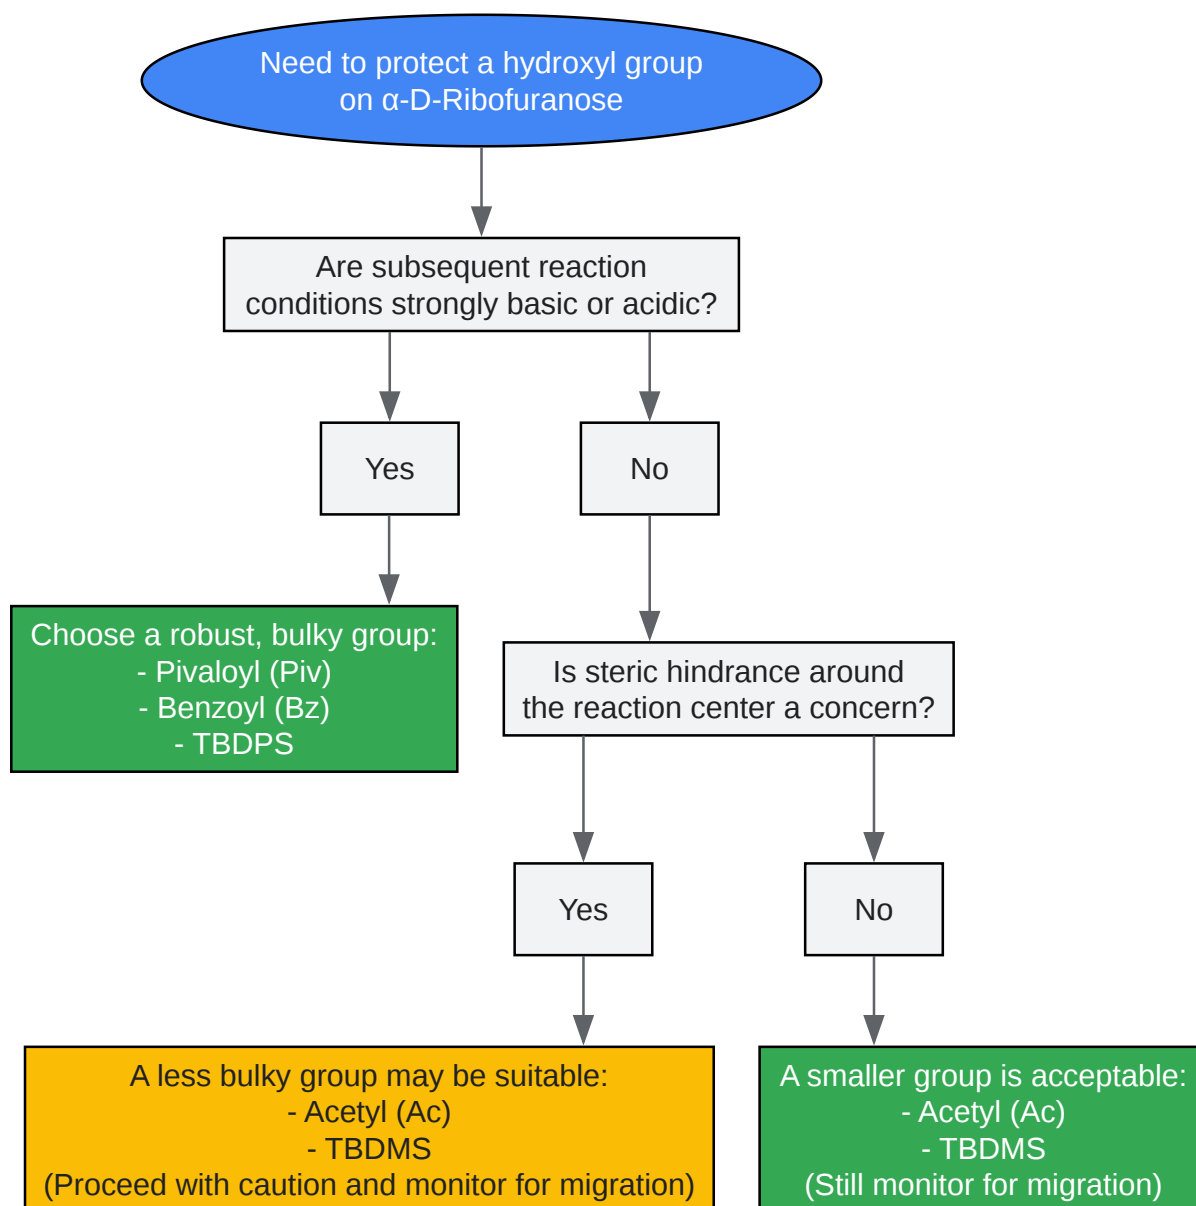 Need to protect a hydroxyl group
on α-D-Ribofuranose
Are subsequent reaction
conditions strongly basic or acidic?
Yes
No
Choose a robust, bulky group:
- Pivaloyl (Piv)
- Benzoyl (Bz)
- TBDPS
Is steric hindrance around
the reaction center a concern?
Yes
No
A less bulky group may be suitable:
- Acetyl (Ac)
- TBDMS
(Proceed with caution and monitor for migration)
A smaller group is acceptable:
- Acetyl (Ac)
- TBDMS
(Still monitor for migration)